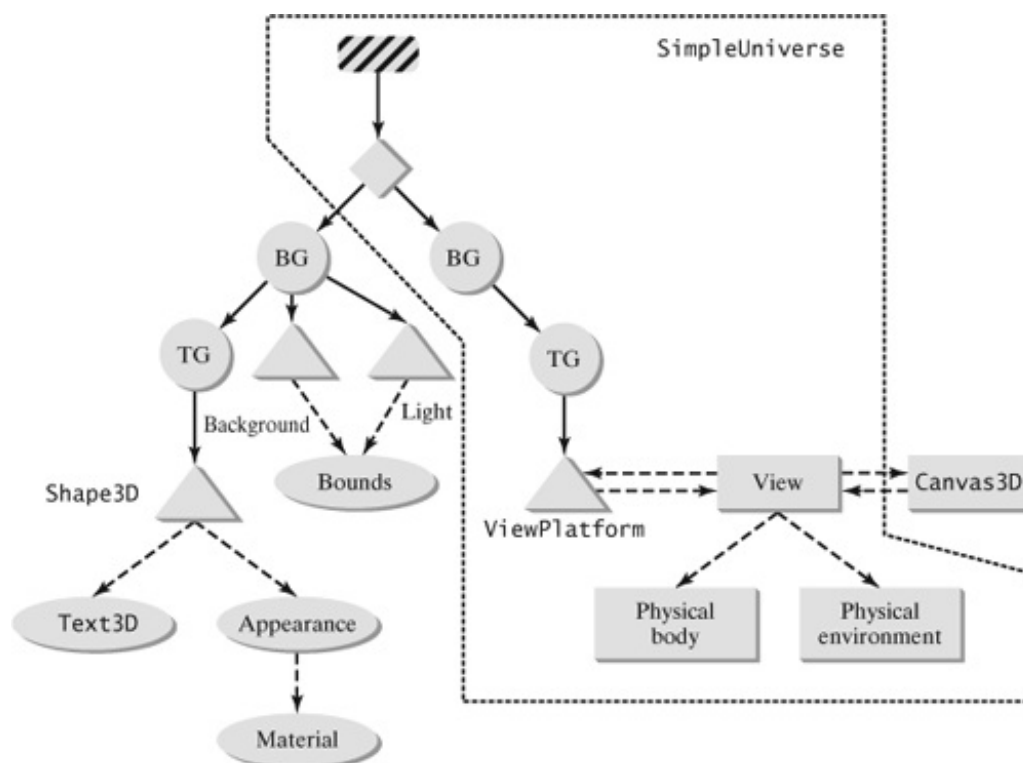 SimpleUniverse
BG
BG
TG
TG
Background
Light
Bounds
Shape3D
View
Canvas3D
ViewPlatform
Text3D
Appearance
Physical
body
Physical
environment
Material